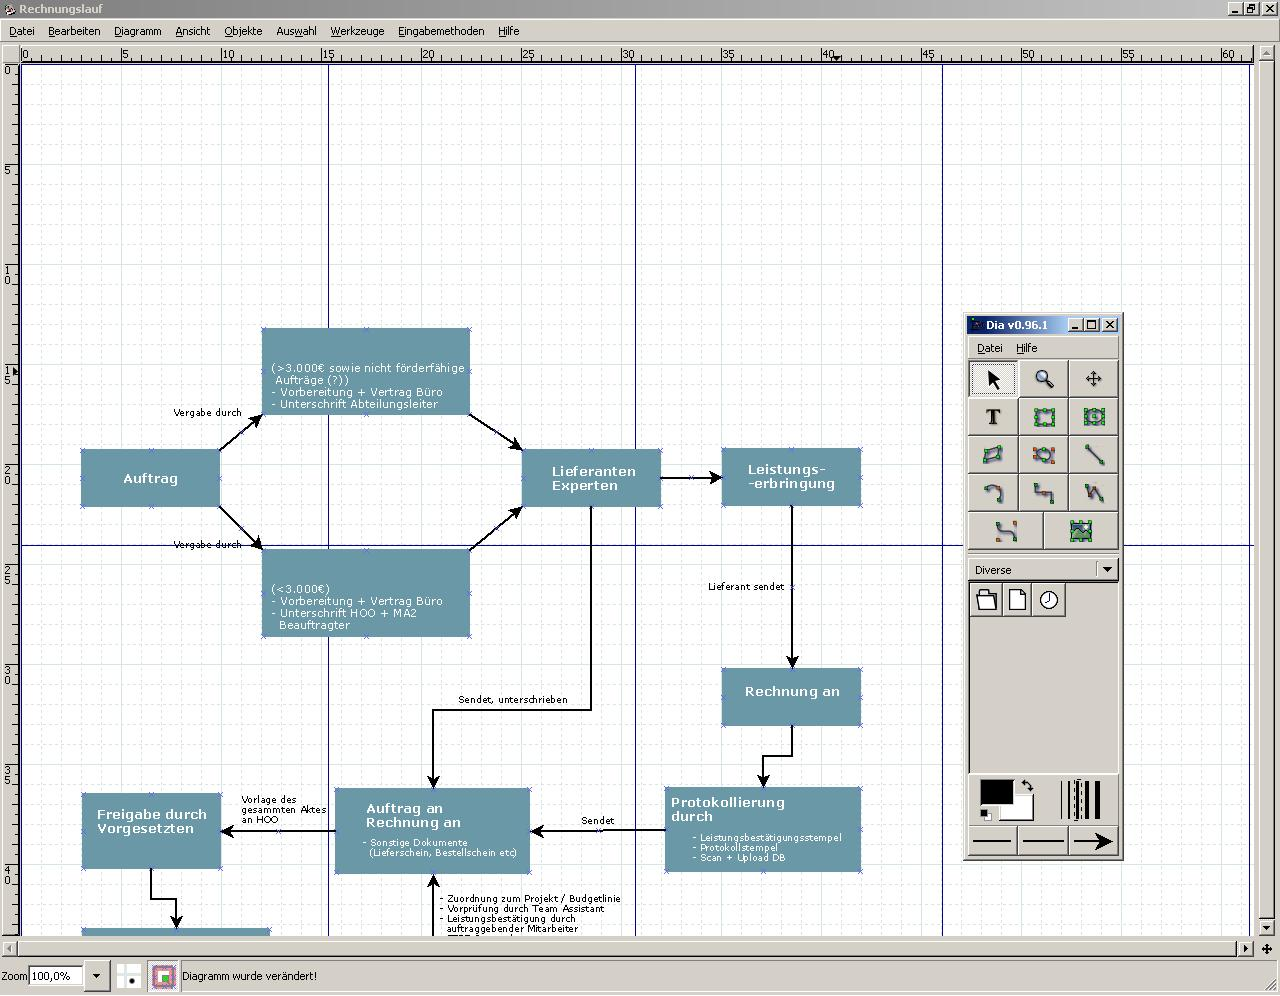 Rechnungslauf
Datei Bearbeiten Diagramm Ansicht Objekte Auswahl Werkzeuge Eingabemethoden Hilfe
0 5 10 15 20 25 30 35 40 45 50 55 60
0
5
10
15
20
25
30
35
40
(>3.000€ sowie nicht förderfähige
Aufträge (?))
- Vorbereitung + Vertrag Büro
- Unterschrift Abteilungsleiter
Vergabe durch
Auftrag
Lieferanten
Experten
Leistungs-
-erbringung
Vergabe durch
(<3.000€)
- Vorbereitung + Vertrag Büro
- Unterschrift HOO + MA2
Beauftragter
Lieferant sendet
Sendet, unterschrieben
Rechnung an
Freigabe durch
Vorgesetzten
Vorlage des
gesammten Aktes
an HOO
Auftrag an
Rechnung an
- Sonstige Dokumente
(Lieferschein, Bestellschein etc)
Sendet
Protokollierung
durch
- Leistungsbestätigungsstempel
- Protokollstempel
- Scan + Upload DB
- Zuordnung zum Projekt / Budgetlinie
- Vorprüfung durch Team Assistant
- Leistungsbestätigung durch
auftraggebender Mitarbeiter
Dia v0.96.1
Datei Hilfe
T
Diverse
Zoom 100,0% Diagramm wurde verändert!